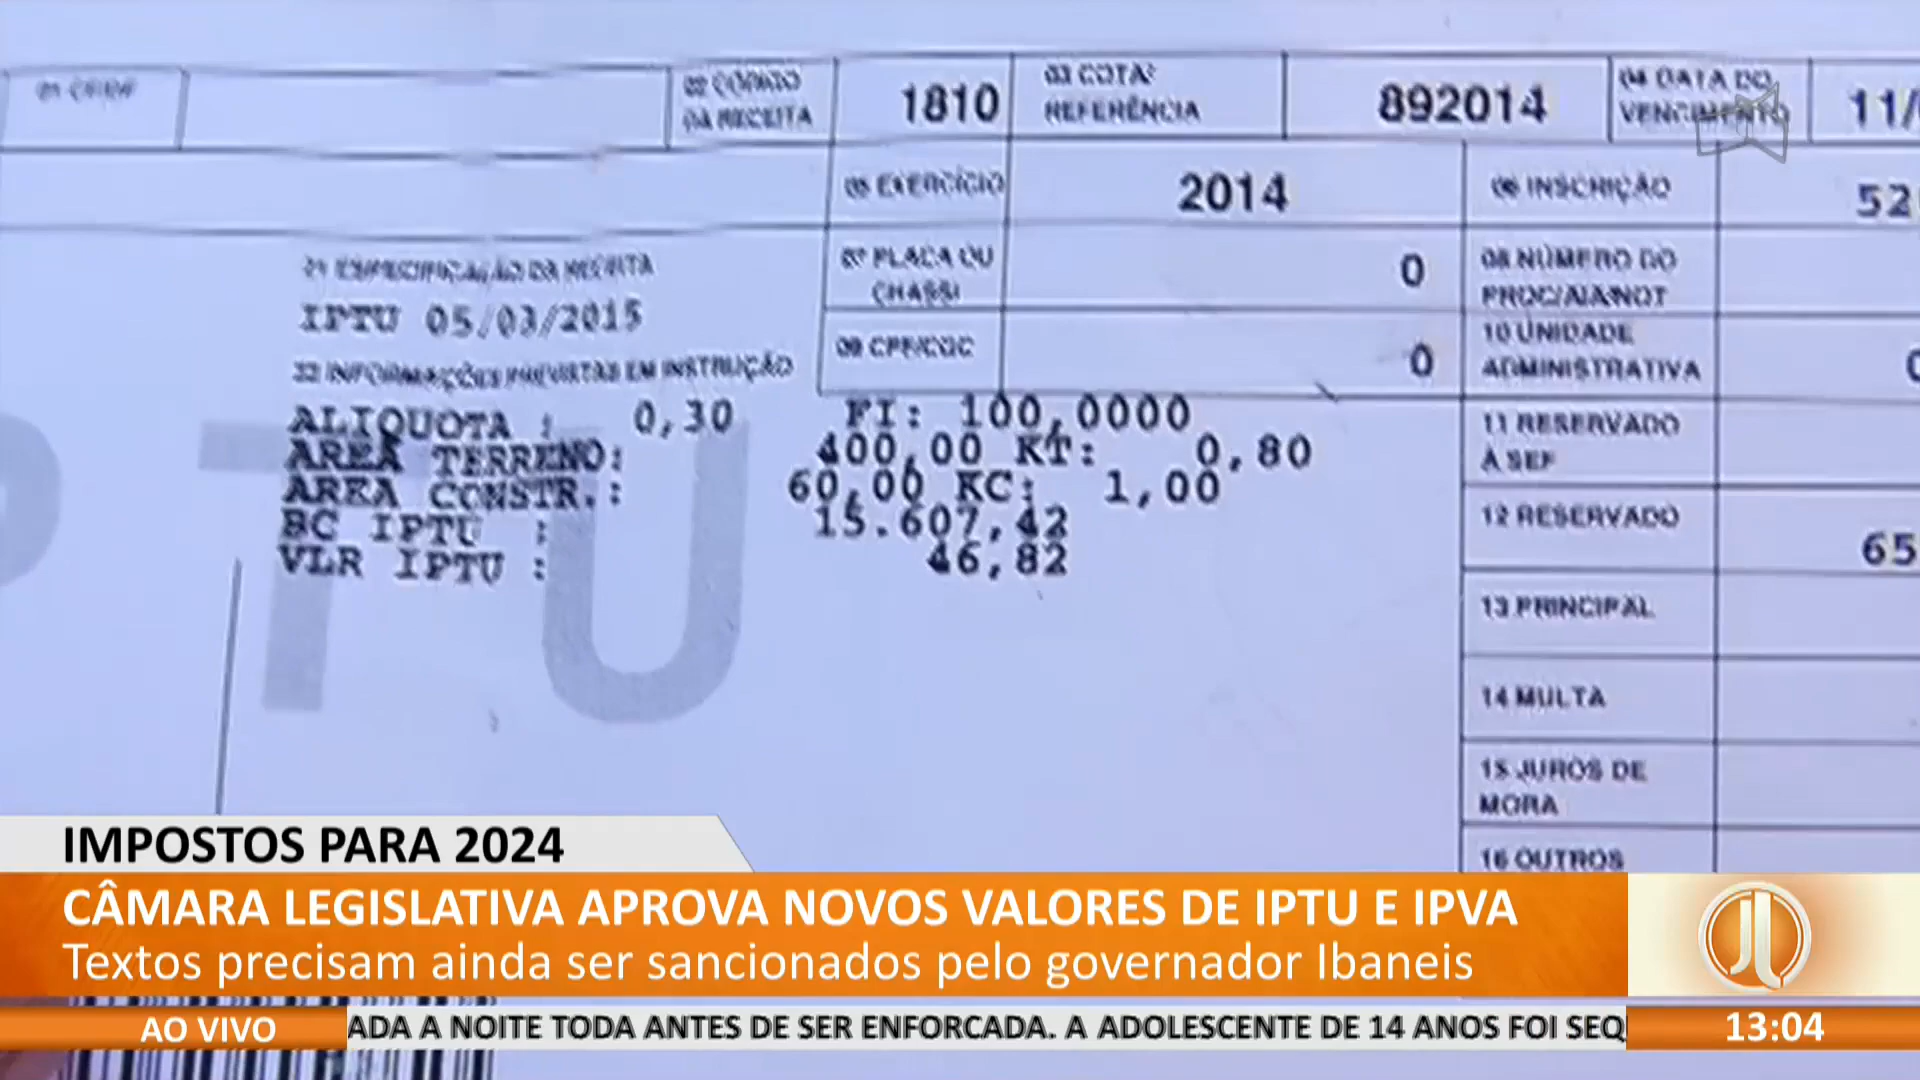 02 CÓDIGO
DA RECEITA
1810
03 COTA/
REFERÊNCIA
892014
04 DATA DO
VENCIMENTO
11/
05 EXERCÍCIO
2014
06 INSCRIÇÃO
52
21 ESPECIFICAÇÃO DA RECEITA
IPTU 05/03/2015
07 PLACA OU
CHASSI
0
08 NÚMERO DO
PROC/AIA/NOT
22 INFORMAÇÕES PREVISTAS EM INSTRUÇÃO
09 CPF/CGC
0
10 UNIDADE
ADMINISTRATIVA
ALIQUOTA : 0,30 FI: 100,0000
AREA TERRENO: 400,00 KT: 0,80
AREA CONSTR.: 60,00 KC: 1,00
BC IPTU : 15.607,42
VLR IPTU : 46,82
11 RESERVADO
À SEF
12 RESERVADO
65
13 PRINCIPAL
14 MULTA
15 JUROS DE
MORA
16 OUTROS
PTU
IMPOSTOS PARA 2024
CÂMARA LEGISLATIVA APROVA NOVOS VALORES DE IPTU E IPVA
Textos precisam ainda ser sancionados pelo governador Ibaneis
JL
AO VIVO
ADA A NOITE TODA ANTES DE SER ENFORCADA. A ADOLESCENTE DE 14 ANOS FOI SEQ
13:04